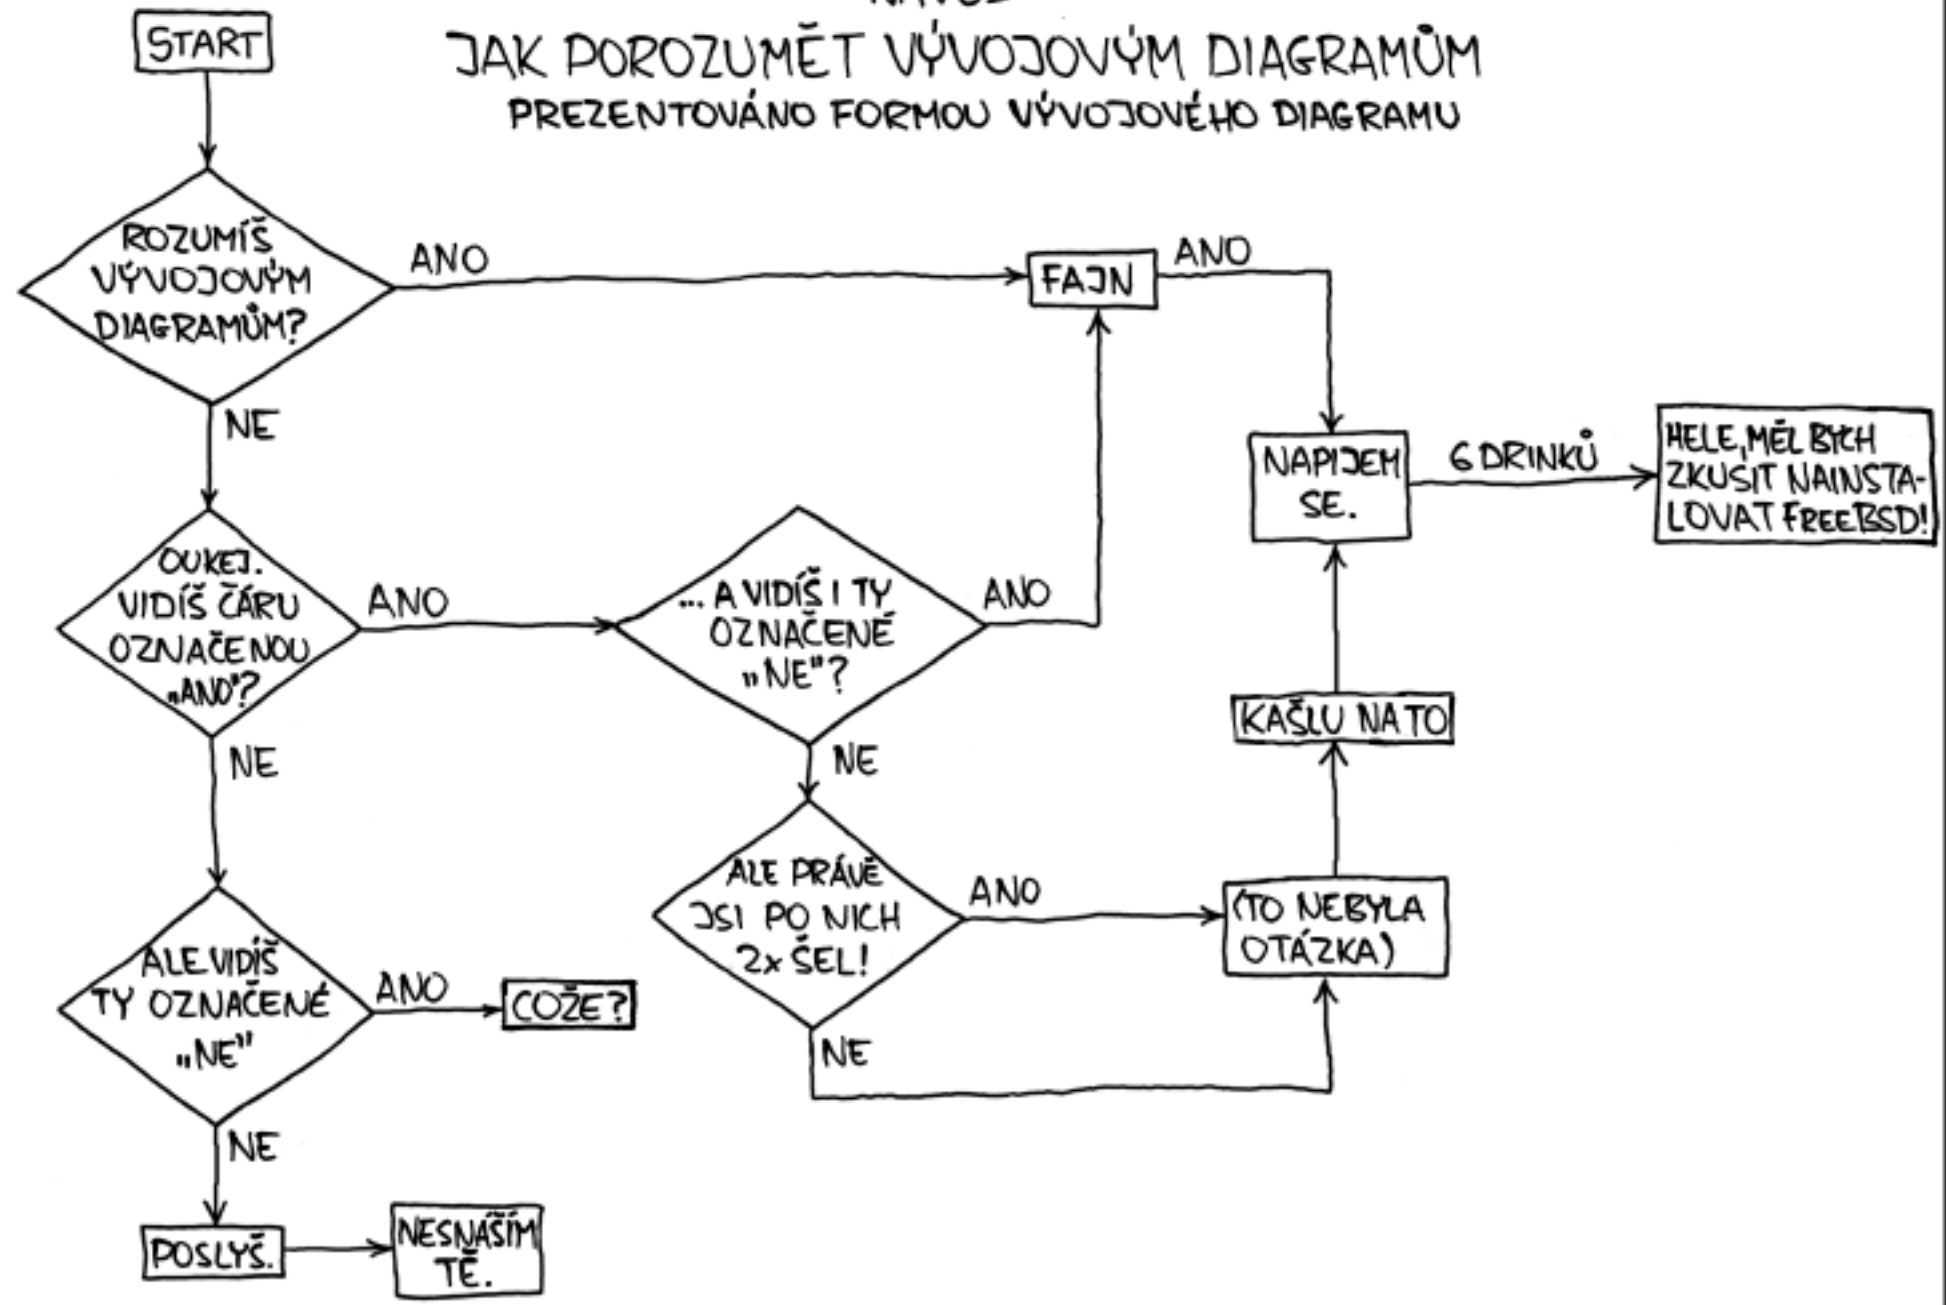 JAK POROZUMĚT VÝVOJOVÝM DIAGRAMŮM
PREZENTOVÁNO FORMOU VÝVOJOVÉHO DIAGRAMU
START
ROZUMÍŠ
VÝVOJOVÝM
DIAGRAMŮM?
ANO
FAJN
ANO
NE
NAPIJEM
SE.
6 DRINKŮ
HELE, MĚL BYCH
ZKUSIT NAINSTA-
LOVAT FREEBSD!
OUKEJ.
VIDÍŠ ČÁRU
OZNAČENOU
„ANO"?
ANO
... A VIDÍŠ I TY
OZNAČENÉ
„NE"?
ANO
NE
NE
KAŠLU NA TO
ALE PRÁVĚ
JSI PO NICH
2x ŠEL!
ANO
(TO NEBYLA
OTÁZKA)
NE
ALE VIDÍŠ
TY OZNAČENÉ
„NE"
ANO
COŽE?
NE
POSLYŠ.
NESNÁŠÍM
TĚ.